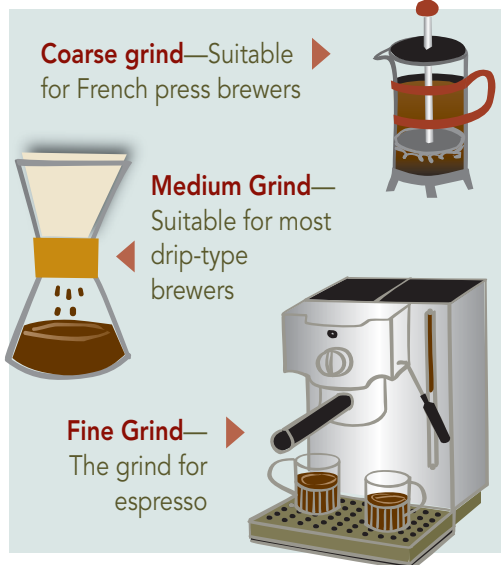 Coarse grind—Suitable
for French press brewers
Medium Grind—
Suitable for most
drip-type
brewers
Fine Grind—
The grind for
espresso